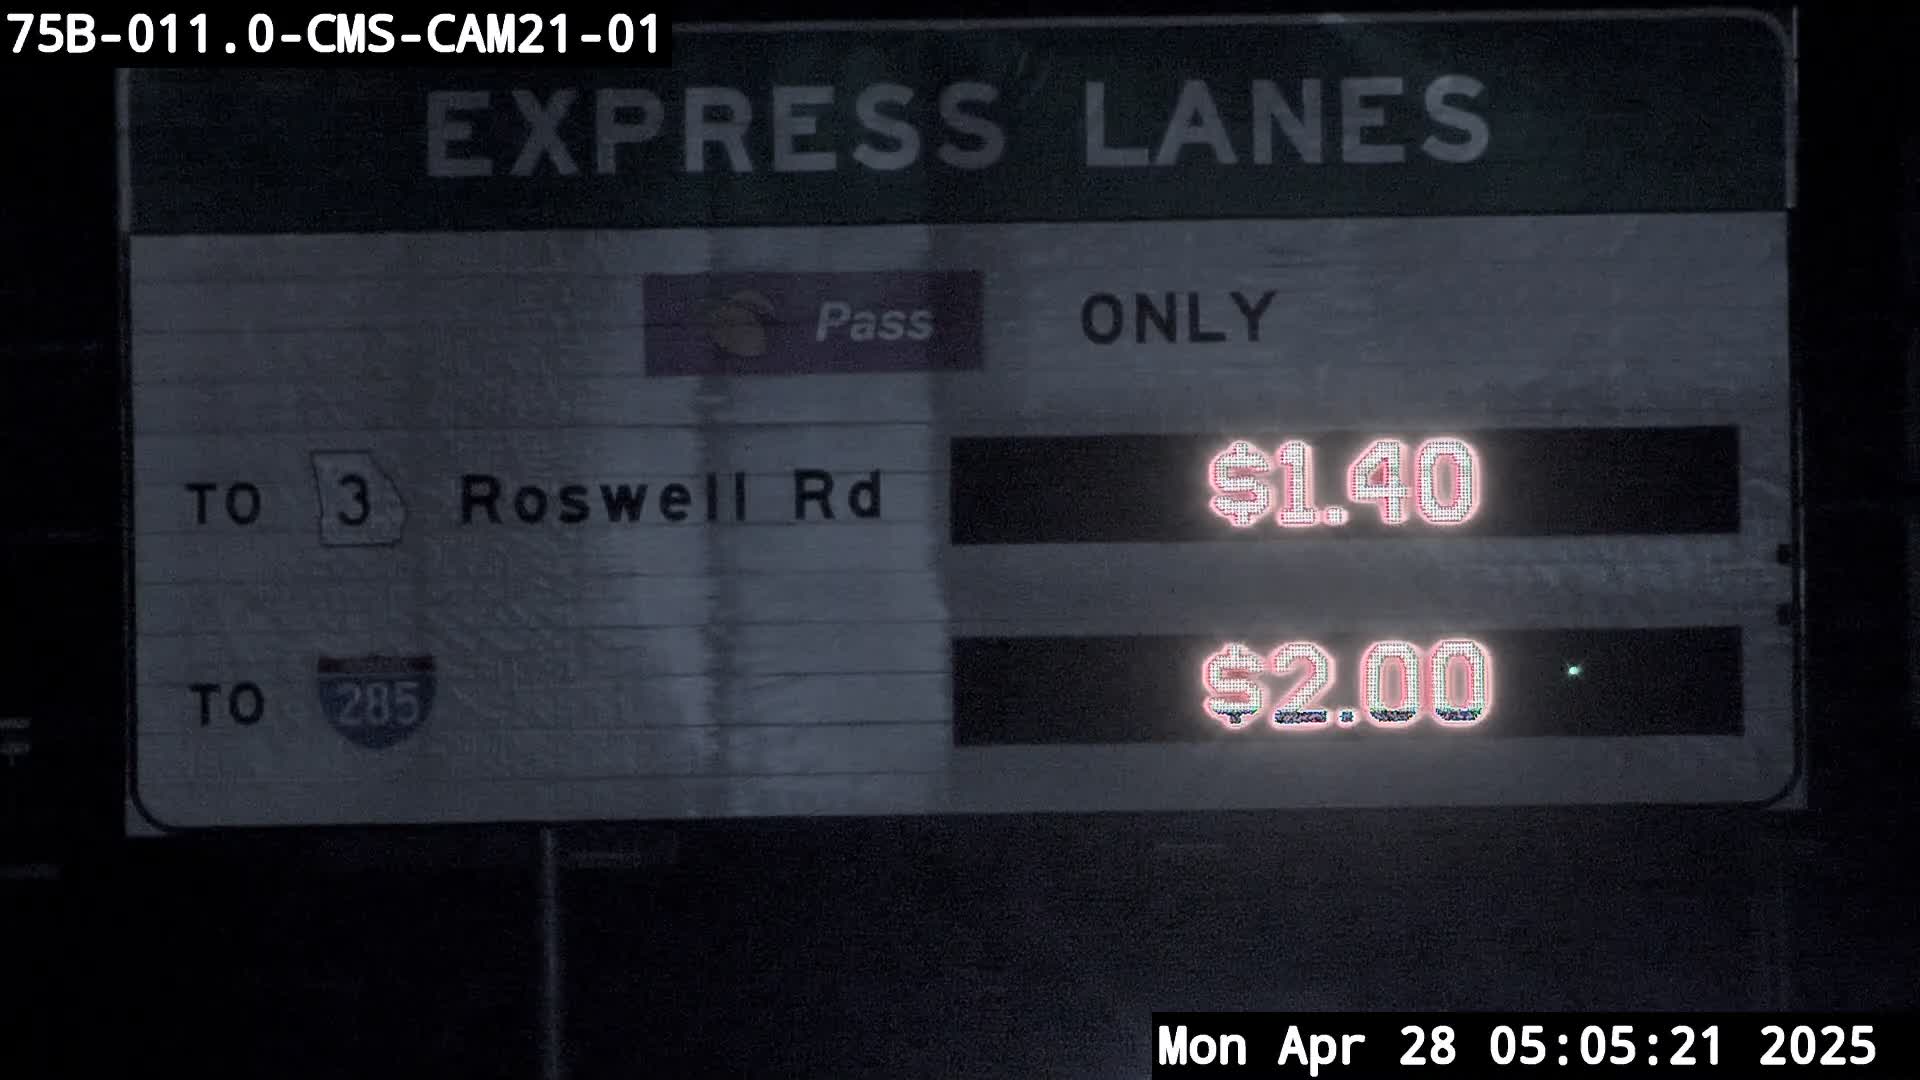 75B-011.0-CMS-CAM21-01
EXPRESS LANES
Pass ONLY
TO 3 Roswell Rd $1.40
TO 285 $2.00
Mon Apr 28 05:05:21 2025